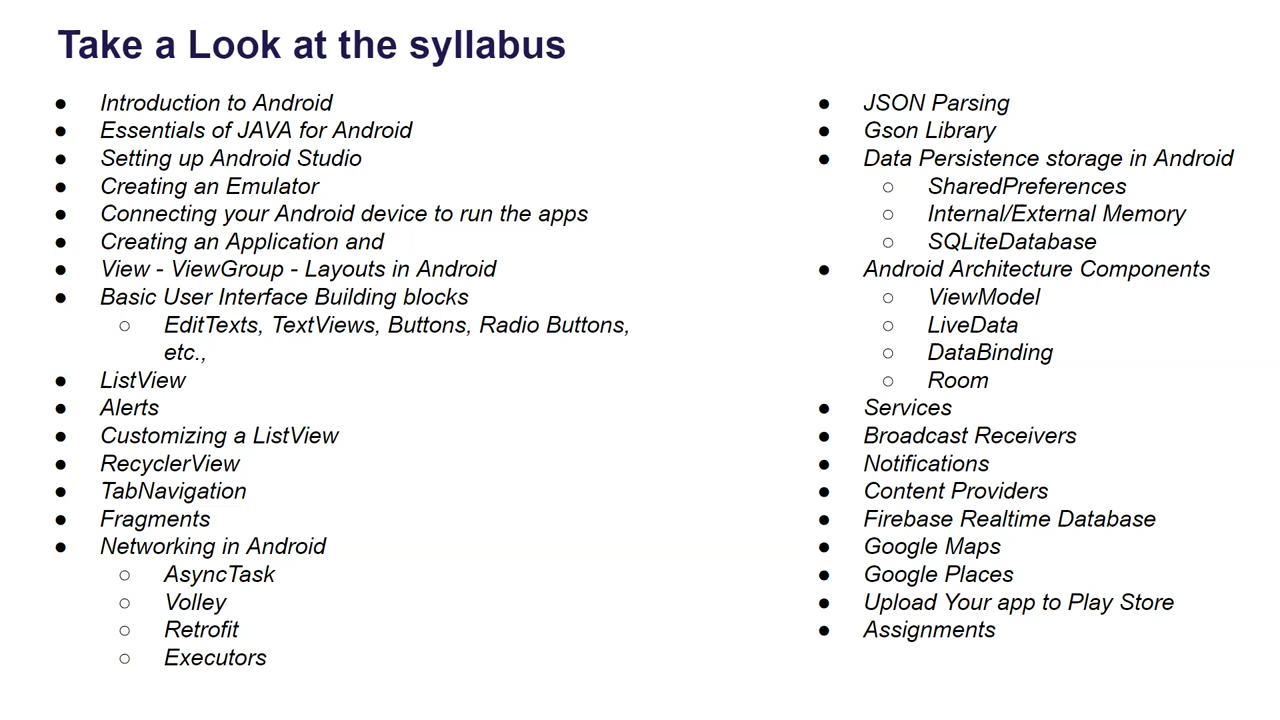 Take a Look at the syllabus
● Introduction to Android
● Essentials of JAVA for Android
● Setting up Android Studio
● Creating an Emulator
● Connecting your Android device to run the apps
● Creating an Application and
● View - ViewGroup - Layouts in Android
● Basic User Interface Building blocks
○ EditTexts, TextViews, Buttons, Radio Buttons,
etc.,
● ListView
● Alerts
● Customizing a ListView
● RecyclerView
● TabNavigation
● Fragments
● Networking in Android
○ AsyncTask
○ Volley
○ Retrofit
○ Executors
● JSON Parsing
● Gson Library
● Data Persistence storage in Android
○ SharedPreferences
○ Internal/External Memory
○ SQLiteDatabase
● Android Architecture Components
○ ViewModel
○ LiveData
○ DataBinding
○ Room
● Services
● Broadcast Receivers
● Notifications
● Content Providers
● Firebase Realtime Database
● Google Maps
● Google Places
● Upload Your app to Play Store
● Assignments